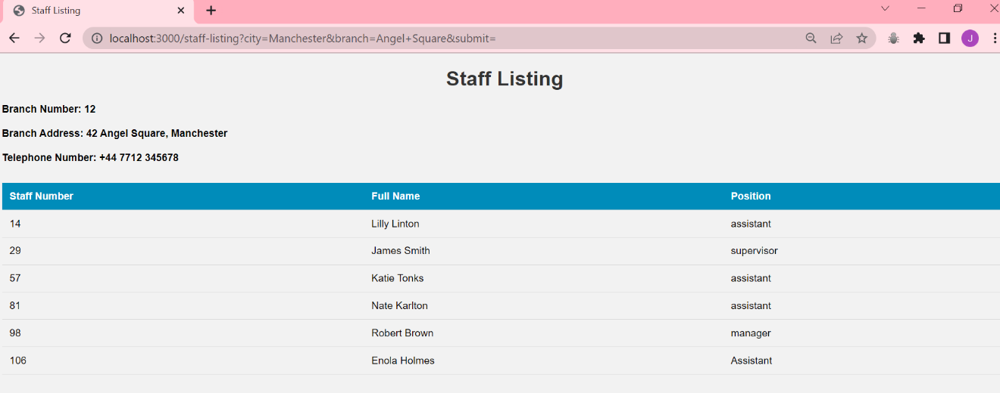 Staff Listing
localhost:3000/staff-listing?city=Manchester&branch=Angel+Square&submit=
J
Staff Listing
Branch Number: 12
Branch Address: 42 Angel Square, Manchester
Telephone Number: +44 7712 345678
Staff Number Full Name Position
14 Lilly Linton assistant
29 James Smith supervisor
57 Katie Tonks assistant
81 Nate Karlton assistant
98 Robert Brown manager
106 Enola Holmes Assistant